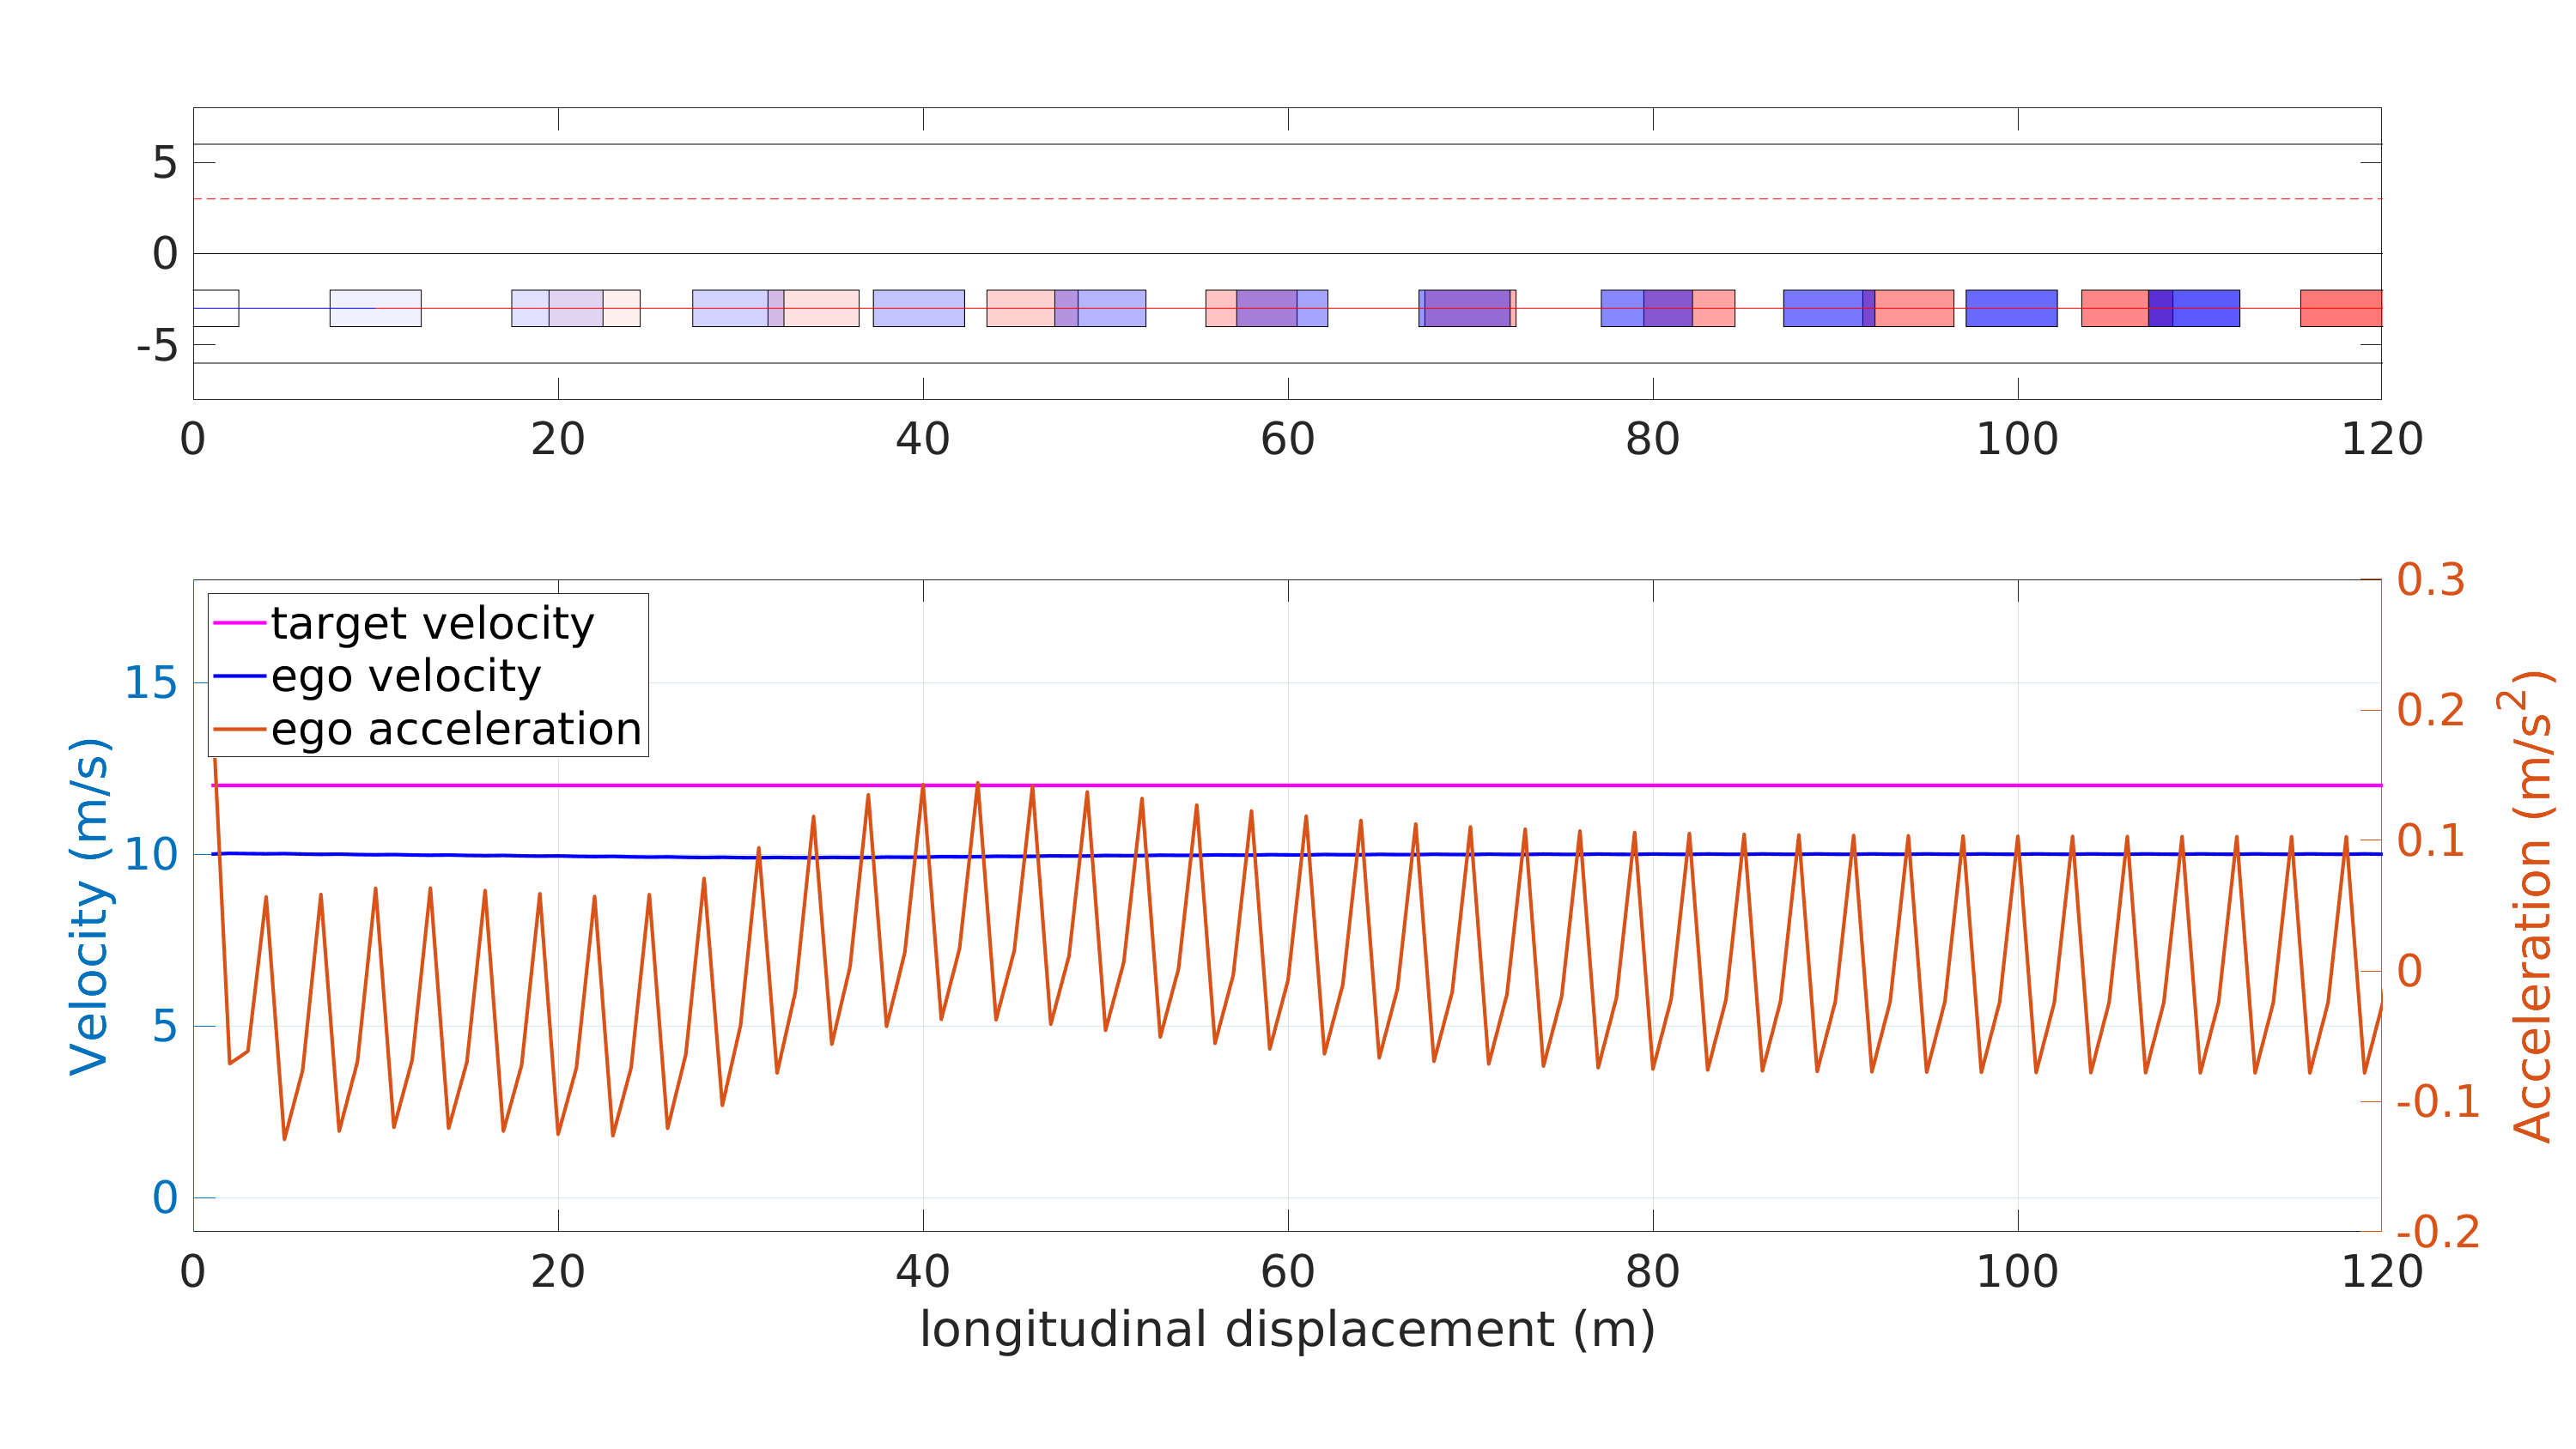 5
0
-5
0 20 40 60 80 100 120
target velocity
ego velocity
ego acceleration
Velocity (m/s)
15
10
5
0
0.3
0.2
0.1
0
-0.1
-0.2
Acceleration (m/s²)
0 20 40 60 80 100 120
longitudinal displacement (m)